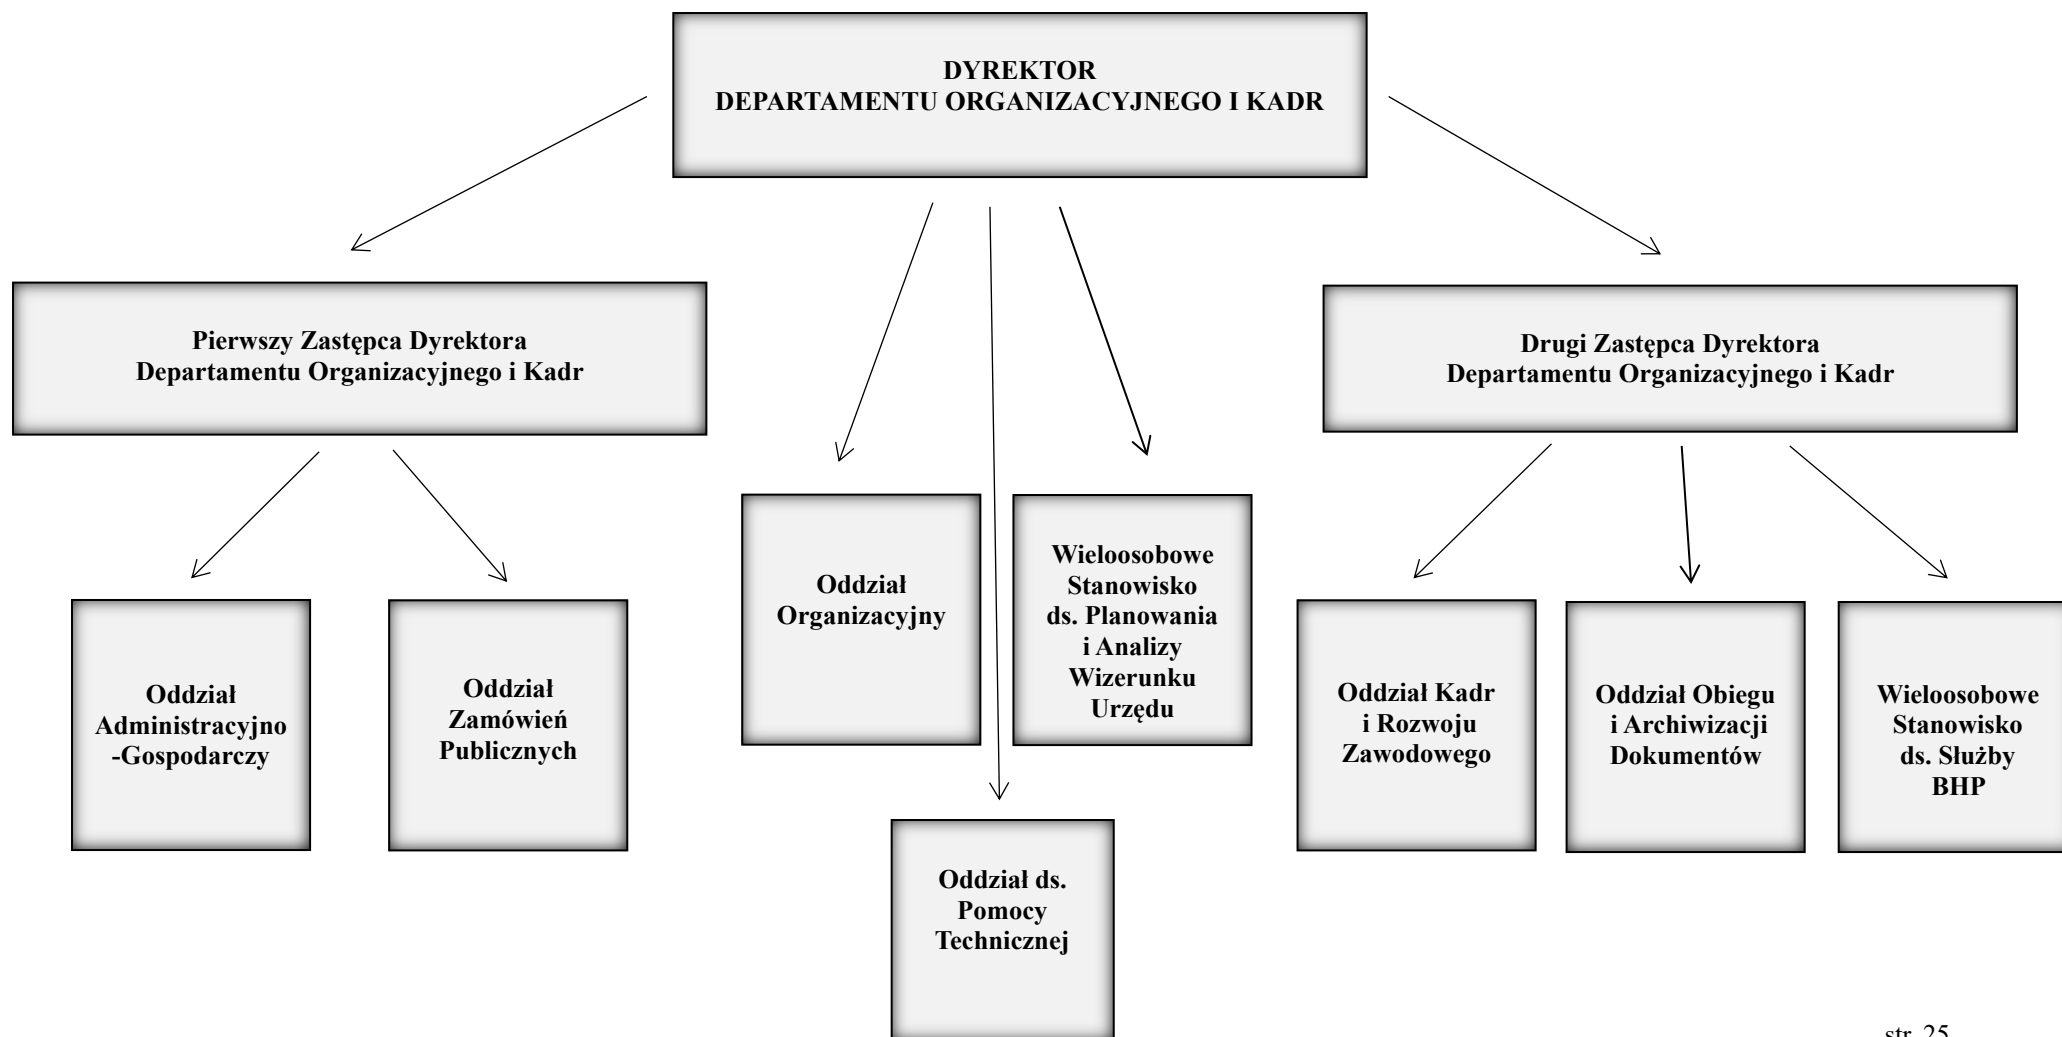 DYREKTOR
DEPARTAMENTU ORGANIZACYJNEGO I KADR
Pierwszy Zastępca Dyrektora
Departamentu Organizacyjnego i Kadr
Drugi Zastępca Dyrektora
Departamentu Organizacyjnego i Kadr
Oddział
Administracyjno
-Gospodarczy
Oddział
Zamówień
Publicznych
Oddział
Organizacyjny
Wieloosobowe
Stanowisko
ds. Planowania
i Analizy
Wizerunku
Urzędu
Oddział ds.
Pomocy
Technicznej
Oddział Kadr
i Rozwoju
Zawodowego
Oddział Obiegu
i Archiwizacji
Dokumentów
Wieloosobowe
Stanowisko
ds. Służby
BHP
str. 25